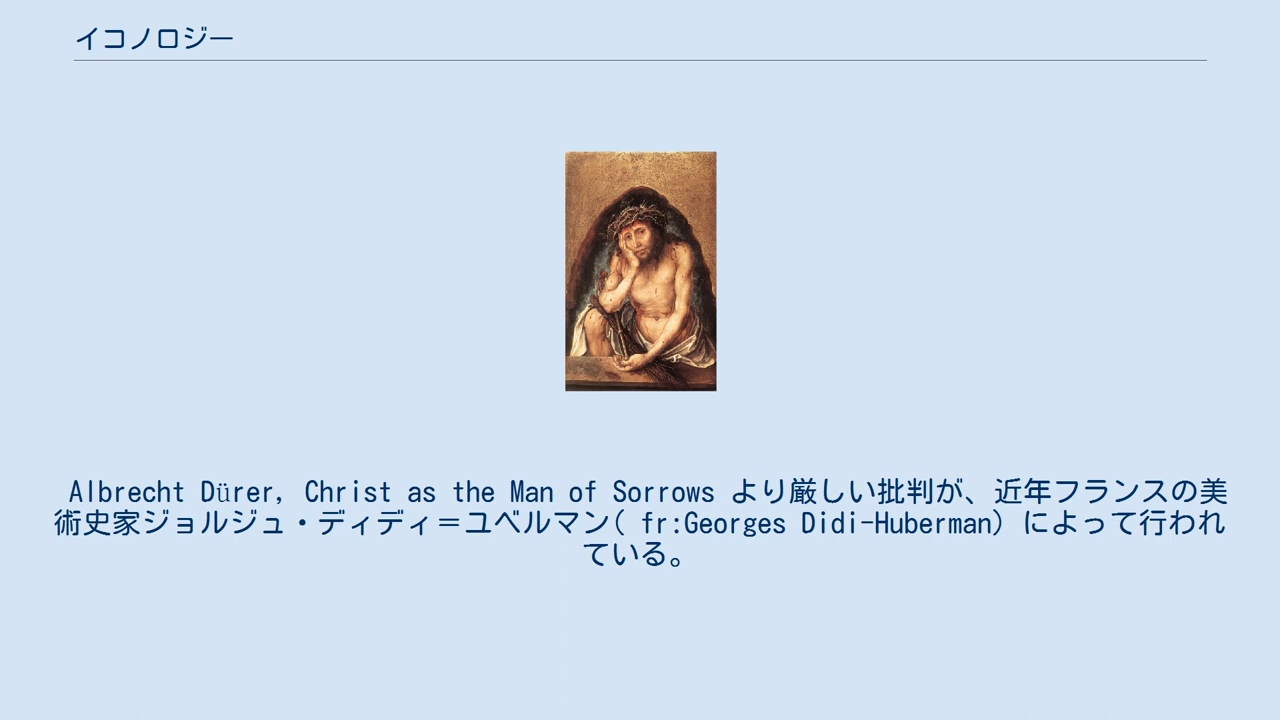 イコノロジー
Albrecht Dürer, Christ as the Man of Sorrows より厳しい批判が、近年フランスの美
術史家ジョルジュ・ディディ＝ユベルマン( fr:Georges Didi-Huberman) によって行われ
ている。